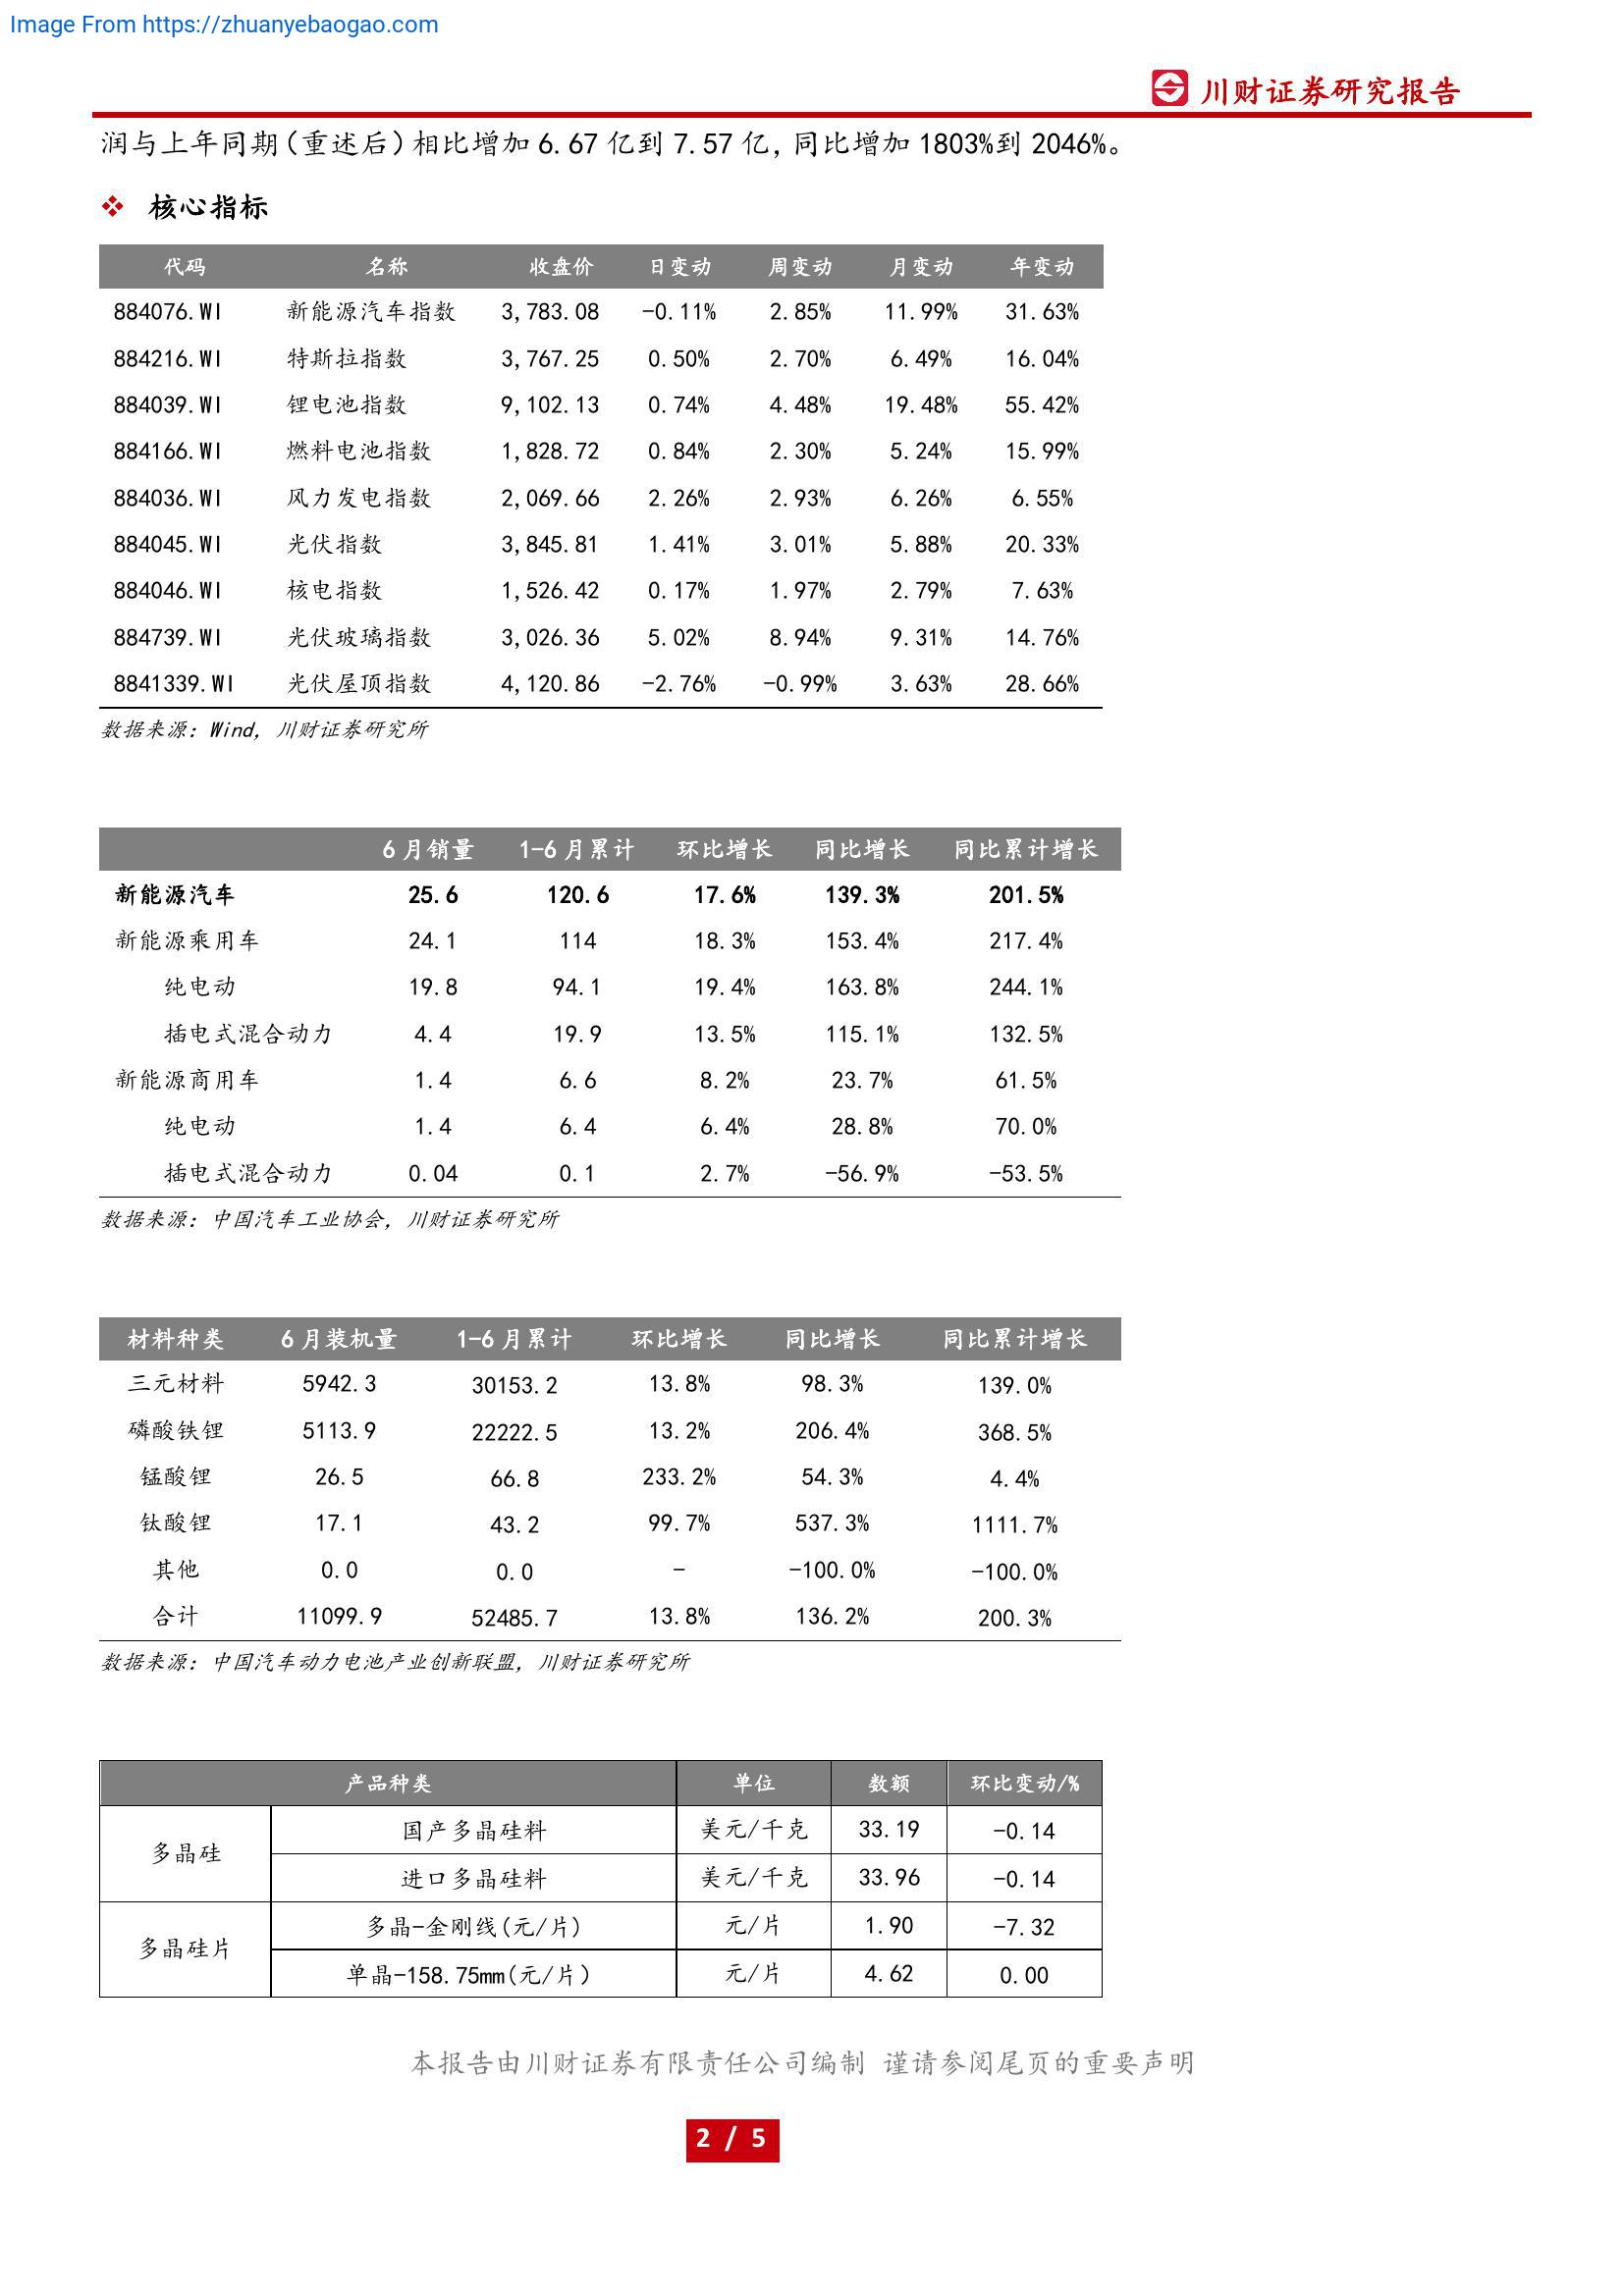 Image From https://zhuanyebaogao.com
川财证券研究报告
润与上年同期（重述后）相比增加 6.67 亿到 7.57 亿，同比增加 1803%到 2046%。
❖ 核心指标
代码 名称 收盘价 日变动 周变动 月变动 年变动
884076.WI 新能源汽车指数 3,783.08 -0.11% 2.85% 11.99% 31.63%
884216.WI 特斯拉指数 3,767.25 0.50% 2.70% 6.49% 16.04%
884039.WI 锂电池指数 9,102.13 0.74% 4.48% 19.48% 55.42%
884166.WI 燃料电池指数 1,828.72 0.84% 2.30% 5.24% 15.99%
884036.WI 风力发电指数 2,069.66 2.26% 2.93% 6.26% 6.55%
884045.WI 光伏指数 3,845.81 1.41% 3.01% 5.88% 20.33%
884046.WI 核电指数 1,526.42 0.17% 1.97% 2.79% 7.63%
884739.WI 光伏玻璃指数 3,026.36 5.02% 8.94% 9.31% 14.76%
8841339.WI 光伏屋顶指数 4,120.86 -2.76% -0.99% 3.63% 28.66%
数据来源：Wind，川财证券研究所
6 月销量 1-6 月累计 环比增长 同比增长 同比累计增长
新能源汽车 25.6 120.6 17.6% 139.3% 201.5%
新能源乘用车 24.1 114 18.3% 153.4% 217.4%
纯电动 19.8 94.1 19.4% 163.8% 244.1%
插电式混合动力 4.4 19.9 13.5% 115.1% 132.5%
新能源商用车 1.4 6.6 8.2% 23.7% 61.5%
纯电动 1.4 6.4 6.4% 28.8% 70.0%
插电式混合动力 0.04 0.1 2.7% -56.9% -53.5%
数据来源：中国汽车工业协会，川财证券研究所
材料种类 6 月装机量 1-6 月累计 环比增长 同比增长 同比累计增长
三元材料 5942.3 30153.2 13.8% 98.3% 139.0%
磷酸铁锂 5113.9 22222.5 13.2% 206.4% 368.5%
锰酸锂 26.5 66.8 233.2% 54.3% 4.4%
钛酸锂 17.1 43.2 99.7% 537.3% 1111.7%
其他 0.0 0.0 - -100.0% -100.0%
合计 11099.9 52485.7 13.8% 136.2% 200.3%
数据来源：中国汽车动力电池产业创新联盟，川财证券研究所
产品种类 单位 数额 环比变动/%
多晶硅 国产多晶硅料 美元/千克 33.19 -0.14
进口多晶硅料 美元/千克 33.96 -0.14
多晶硅片 多晶-金刚线(元/片) 元/片 1.90 -7.32
单晶-158.75mm(元/片) 元/片 4.62 0.00
本报告由川财证券有限责任公司编制 谨请参阅尾页的重要声明
2 / 5